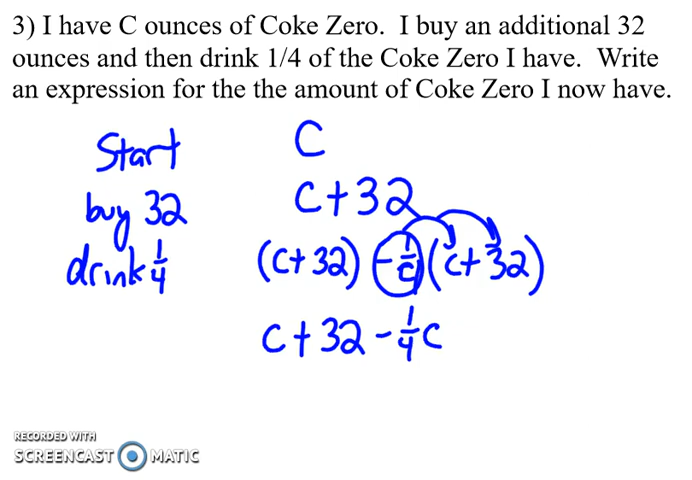 3) I have C ounces of Coke Zero.  I buy an additional 32
ounces and then drink 1/4 of the Coke Zero I have.  Write
an expression for the the amount of Coke Zero I now have.
Start C
buy 32 C+32
drink 1/4 (C+32) - 1/4 (C+32)
C+32 - 1/4 C
RECORDED WITH
SCREENCAST MATIC